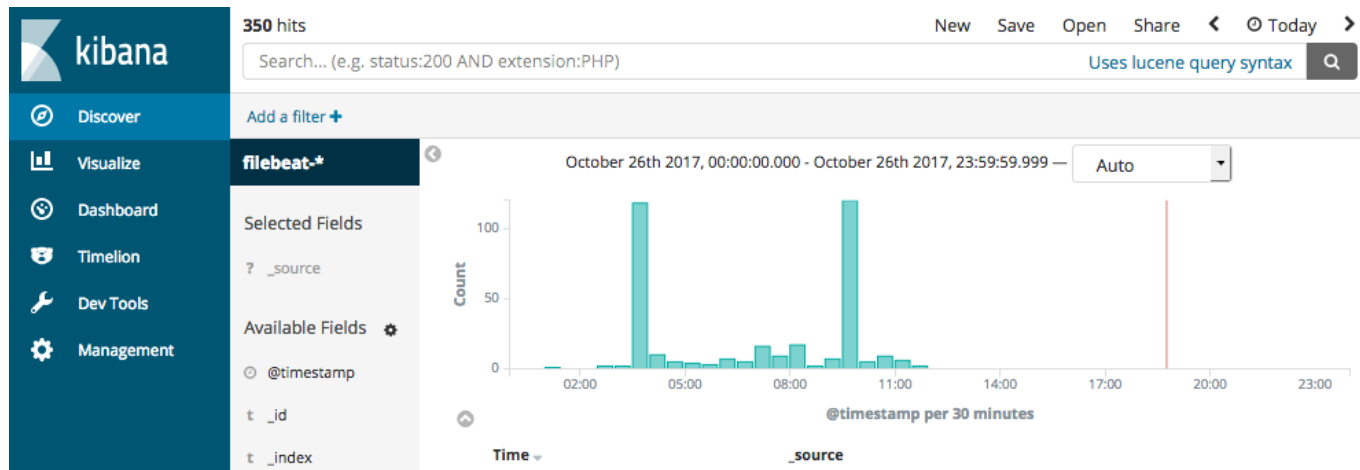 350 hits
New Save Open Share Today
kibana
Search... (e.g. status:200 AND extension:PHP)
Uses lucene query syntax
Discover
Add a filter +
Visualize
filebeat-*
October 26th 2017, 00:00:00.000 - October 26th 2017, 23:59:59.999 —
Auto
Dashboard
Selected Fields
Timelion
? _source
Dev Tools
Available Fields
Management
@timestamp
t _id
t _index
Count
100
50
0
02:00 05:00 08:00 11:00 14:00 17:00 20:00 23:00
@timestamp per 30 minutes
Time _source